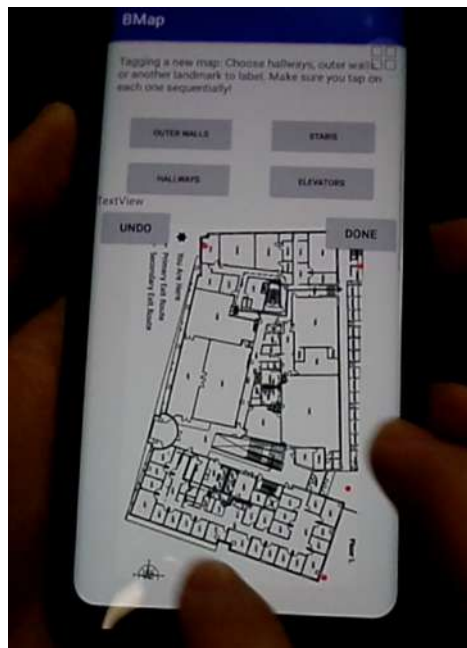 BMap
Tagging a new map: Choose hallways, outer walls,
or another landmark to label. Make sure you tap on
each one sequentially!
OUTER WALLS
STAIRS
HALLWAYS
ELEVATORS
TextView
UNDO
DONE
You Are Here
Primary Exit Route
Secondary Exit Route
Floor 1